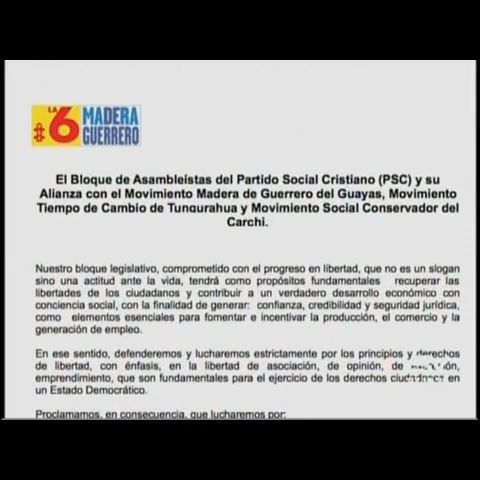 LA 6
MADERA
GUERRERO
El Bloque de Asambleistas del Partido Social Cristiano (PSC) y su
Alianza con el Movimiento Madera de Guerrero del Guayas, Movimiento
Tiempo de Cambio de Tungurahua y Movimiento Social Conservador del
Carchi.
Nuestro bloque legislativo, comprometido con el progreso en libertad, que no es un slogan
sino una actitud ante la vida, tendrá como propósitos fundamentales recuperar las
libertades de los ciudadanos y contribuir a un verdadero desarrollo económico con
conciencia social, con la finalidad de generar: confianza, credibilidad y seguridad jurídica,
como elementos esenciales para fomentar e incentivar la producción, el comercio y la
generación de empleo.
En ese sentido, defenderemos y lucharemos estrictamente por los principios y derechos
de libertad, con énfasis, en la libertad de asociación, de opinión, de
emprendimiento, que son fundamentales para el ejercicio de los derechos en
un Estado Democrático.
Proclamamos, en consecuencia, que lucharemos por: